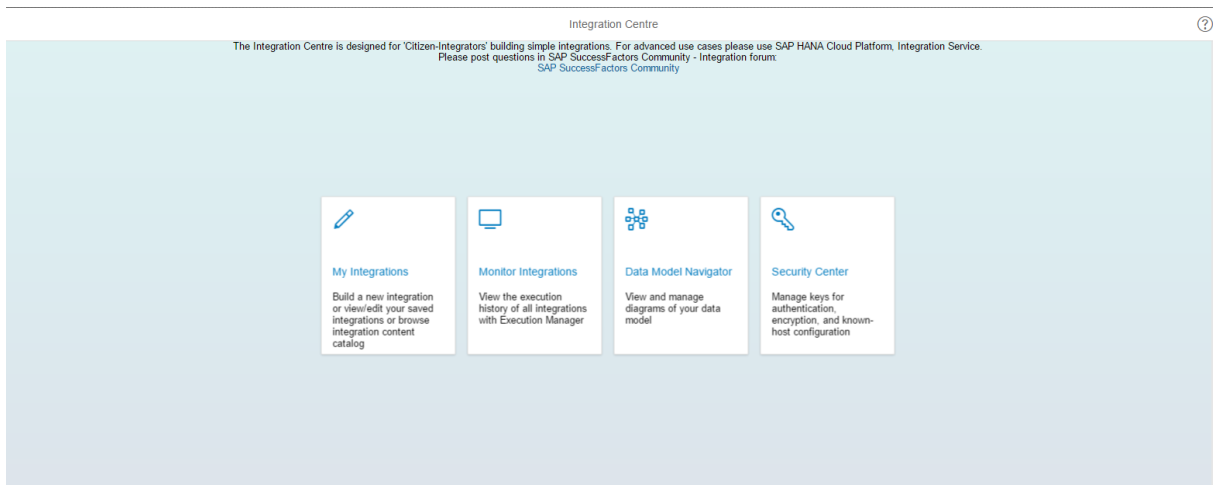 Integration Centre
?
The Integration Centre is designed for 'Citizen-Integrators' building simple integrations. For advanced use cases please use SAP HANA Cloud Platform, Integration Service.
Please post questions in SAP SuccessFactors Community - Integration forum:
SAP SuccessFactors Community
My Integrations
Build a new integration
or view/edit your saved
integrations or browse
integration content
catalog
Monitor Integrations
View the execution
history of all integrations
with Execution Manager
Data Model Navigator
View and manage
diagrams of your data
model
Security Center
Manage keys for
authentication,
encryption, and known-
host configuration